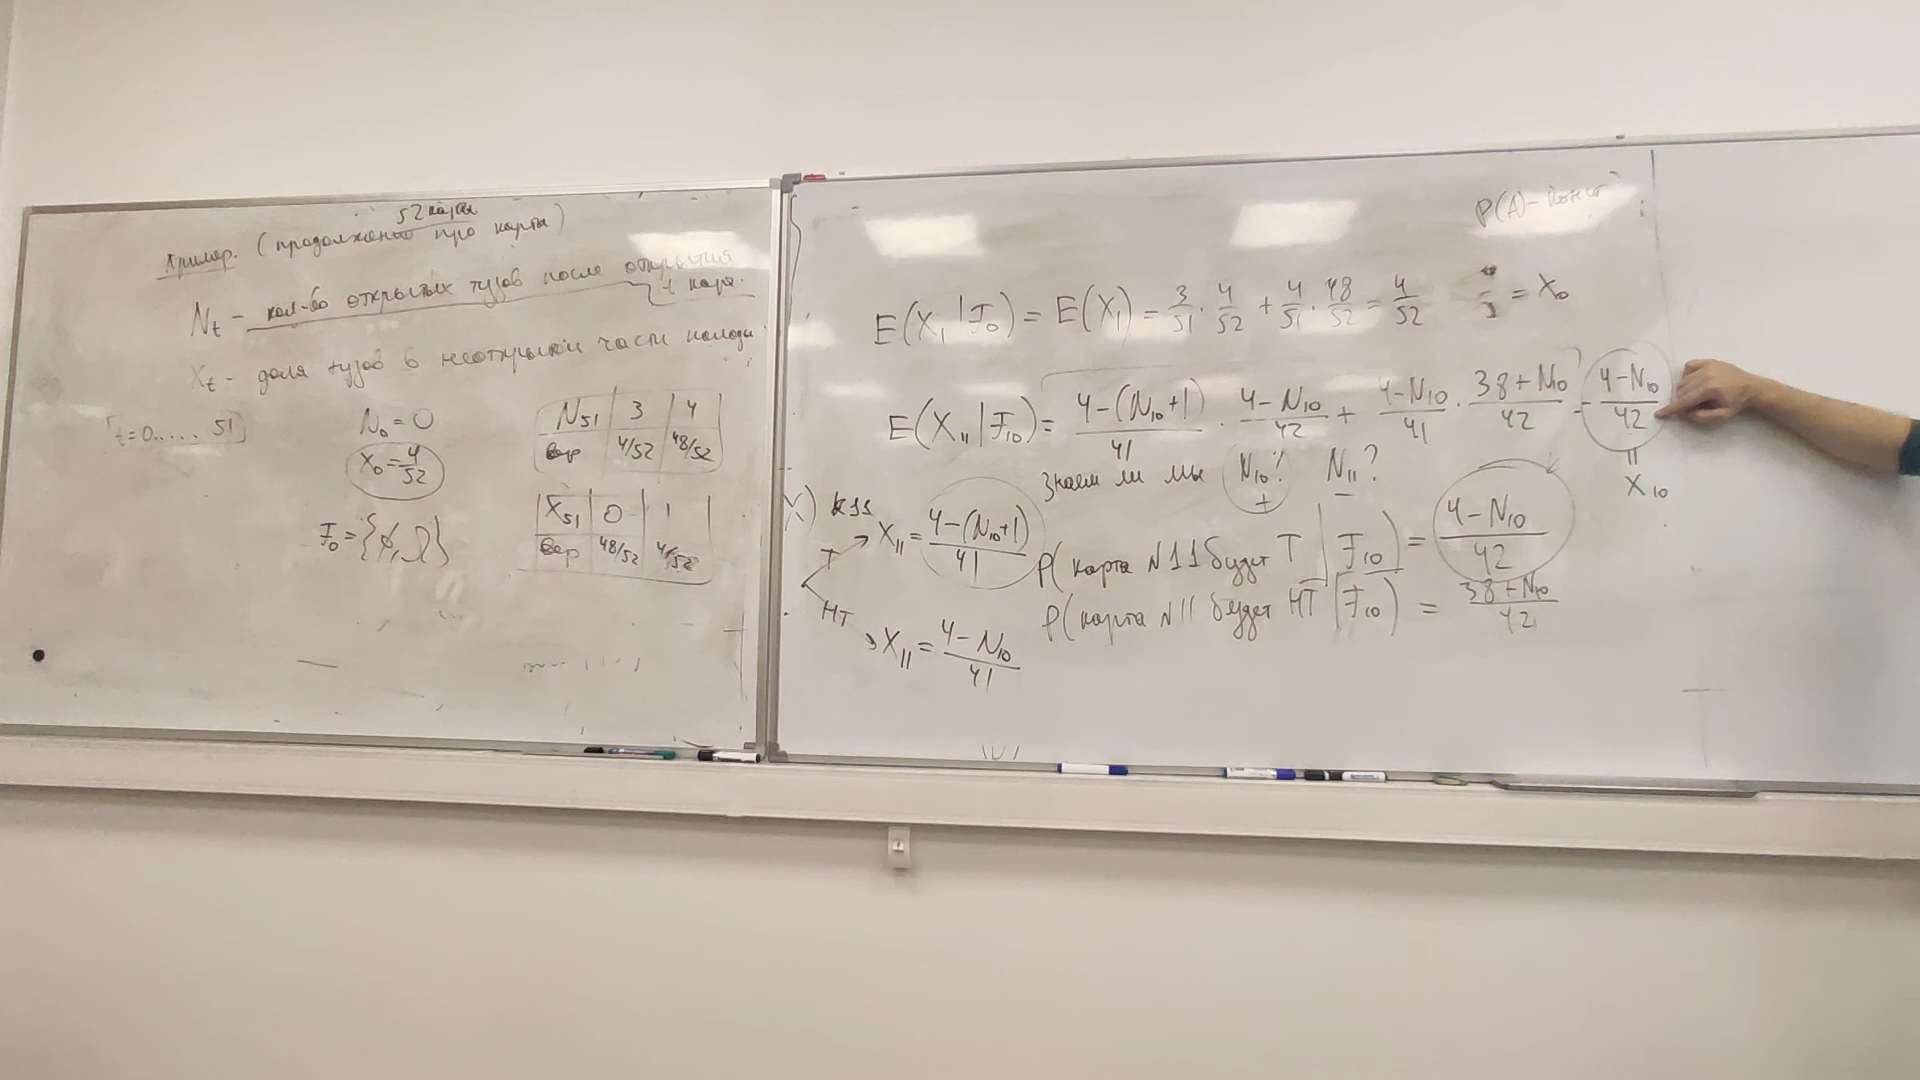 52 карты
Пример. (продолжение про карты)
N_t - кол-во открытых тузов после открытия
t карт.
X_t - доля тузов в неоткрытой части колоды
[t=0,....51]
N_0 = 0
X_0 = 4/52
F_0 = {∅, Ω}
N_51 | 3 | 4
вер | 4/52 | 48/52
X_51 | 0 | 1
вер | 48/52 | 4/52
P(A) -
E(X_1 | F_0) = E(X_1) = 3/51 · 4/52 + 4/51 · 48/52 = 4/52 = X_0
E(X_11 | F_10) = (4-(N_10+1))/41 · (4-N_10)/42 + (4-N_10)/41 · (38+N_10)/42 = (4-N_10)/42
= X_10
Знаем ли мы N_10? N_11?
+ −
T X_11 = (4-(N_10+1))/41
HT X_11 = (4-N_10)/41
P(карта N11 будет T | F_10) = (4-N_10)/42
P(карта N11 будет HT | F_10) = (38+N_10)/42